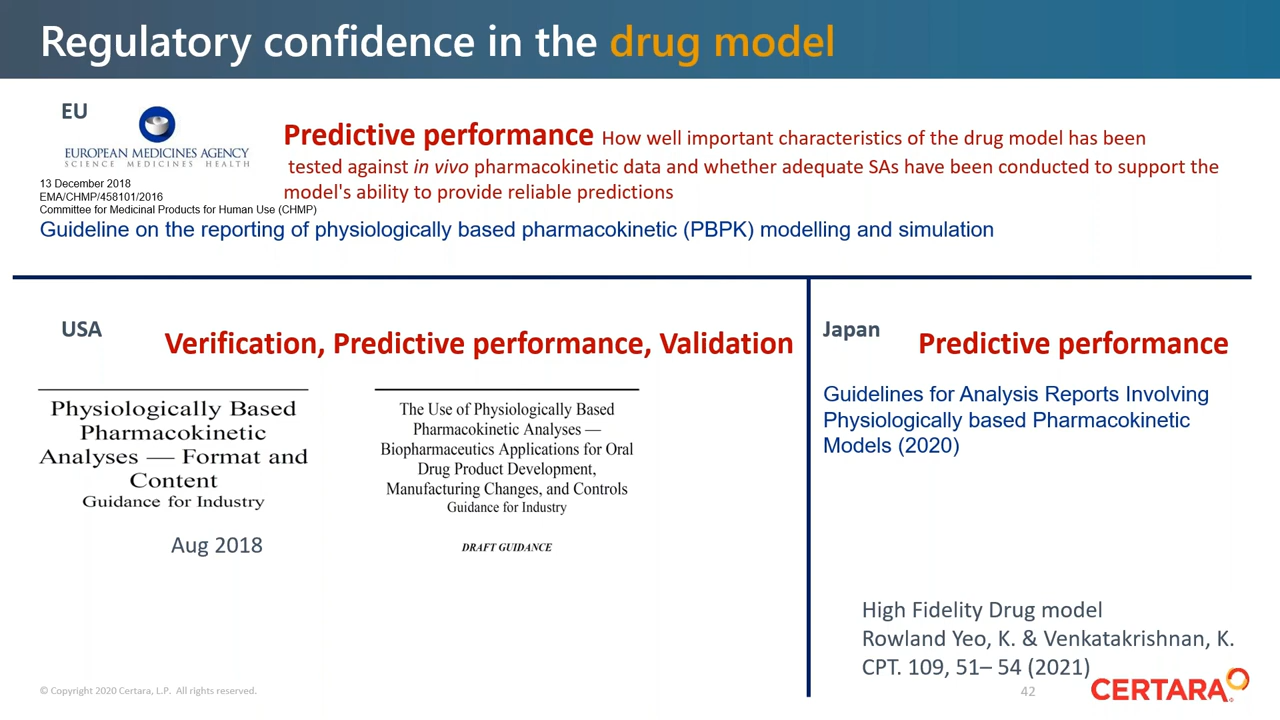 Regulatory confidence in the drug model
EU
EUROPEAN MEDICINES AGENCY
SCIENCE MEDICINES HEALTH
13 December 2018
EMA/CHMP/458101/2016
Committee for Medicinal Products for Human Use (CHMP)
Predictive performance How well important characteristics of the drug model has been
tested against in vivo pharmacokinetic data and whether adequate SAs have been conducted to support the
model's ability to provide reliable predictions
Guideline on the reporting of physiologically based pharmacokinetic (PBPK) modelling and simulation
USA
Verification, Predictive performance, Validation
Physiologically Based
Pharmacokinetic
Analyses — Format and
Content
Guidance for Industry
Aug 2018
The Use of Physiologically Based
Pharmacokinetic Analyses —
Biopharmaceutics Applications for Oral
Drug Product Development,
Manufacturing Changes, and Controls
Guidance for Industry
DRAFT GUIDANCE
Japan
Predictive performance
Guidelines for Analysis Reports Involving
Physiologically based Pharmacokinetic
Models (2020)
High Fidelity Drug model
Rowland Yeo, K. & Venkatakrishnan, K.
CPT. 109, 51– 54 (2021)
© Copyright 2020 Certara, L.P. All rights reserved.
42
CERTARA